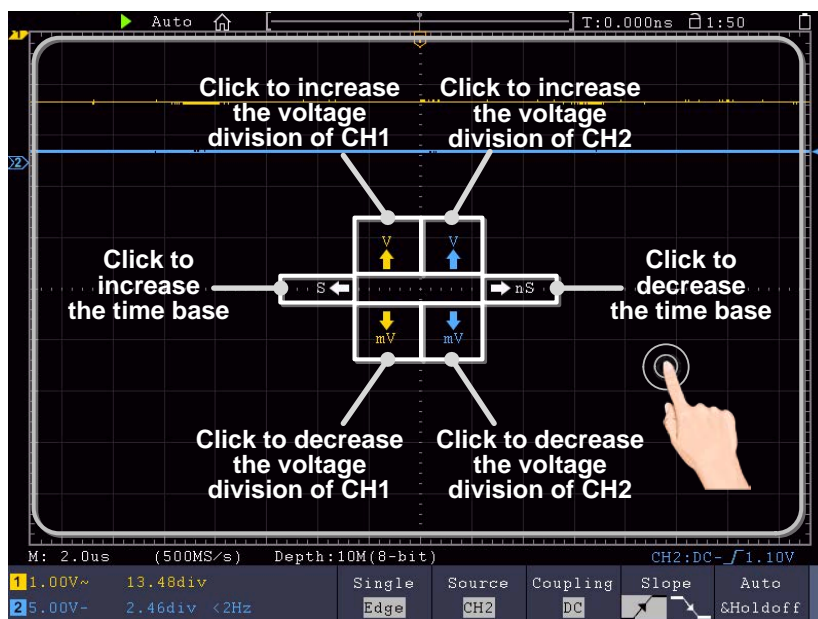 Auto T:0.000ns 1:50
1
Click to increase
the voltage
division of CH1
Click to increase
the voltage
division of CH2
2
V V
Click to
increase
the time base
S nS
Click to
decrease
the time base
mV mV
Click to decrease
the voltage
division of CH1
Click to decrease
the voltage
division of CH2
M: 2.0us (500MS/s) Depth:10M(8-bit) CH2:DC- 1.10V
1 1.00V~ 13.48div Single Source Coupling Slope Auto
2 5.00V- 2.46div <2Hz Edge CH2 DC &Holdoff